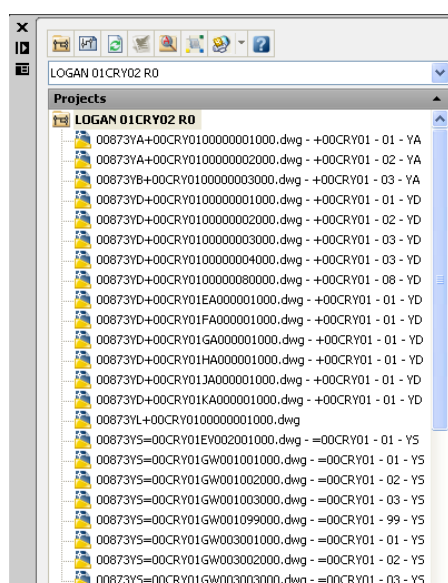 LOGAN 01CRY02 R0
Projects
LOGAN 01CRY02 R0
00873YA+00CRY0100000001000.dwg - +00CRY01 - 01 - YA
00873YA+00CRY0100000002000.dwg - +00CRY01 - 02 - YA
00873YB+00CRY0100000003000.dwg - +00CRY01 - 03 - YA
00873YD+00CRY0100000001000.dwg - +00CRY01 - 01 - YD
00873YD+00CRY0100000002000.dwg - +00CRY01 - 02 - YD
00873YD+00CRY0100000003000.dwg - +00CRY01 - 03 - YD
00873YD+00CRY0100000004000.dwg - +00CRY01 - 03 - YD
00873YD+00CRY0100000080000.dwg - +00CRY01 - 08 - YD
00873YD+00CRY01EA000001000.dwg - +00CRY01 - 01 - YD
00873YD+00CRY01FA000001000.dwg - +00CRY01 - 01 - YD
00873YD+00CRY01GA000001000.dwg - +00CRY01 - 01 - YD
00873YD+00CRY01HA000001000.dwg - +00CRY01 - 01 - YD
00873YD+00CRY01JA000001000.dwg - +00CRY01 - 01 - YD
00873YD+00CRY01KA000001000.dwg - +00CRY01 - 01 - YD
00873YL+00CRY0100000001000.dwg
00873YS=00CRY01EV002001000.dwg - =00CRY01 - 01 - YS
00873YS=00CRY01GW001001000.dwg - =00CRY01 - 01 - YS
00873YS=00CRY01GW001002000.dwg - =00CRY01 - 02 - YS
00873YS=00CRY01GW001003000.dwg - =00CRY01 - 03 - YS
00873YS=00CRY01GW001099000.dwg - =00CRY01 - 99 - YS
00873YS=00CRY01GW003001000.dwg - =00CRY01 - 01 - YS
00873YS=00CRY01GW003002000.dwg - =00CRY01 - 02 - YS
00873YS=00CRY01GW003003000.dwg - =00CRY01 - 03 - YS